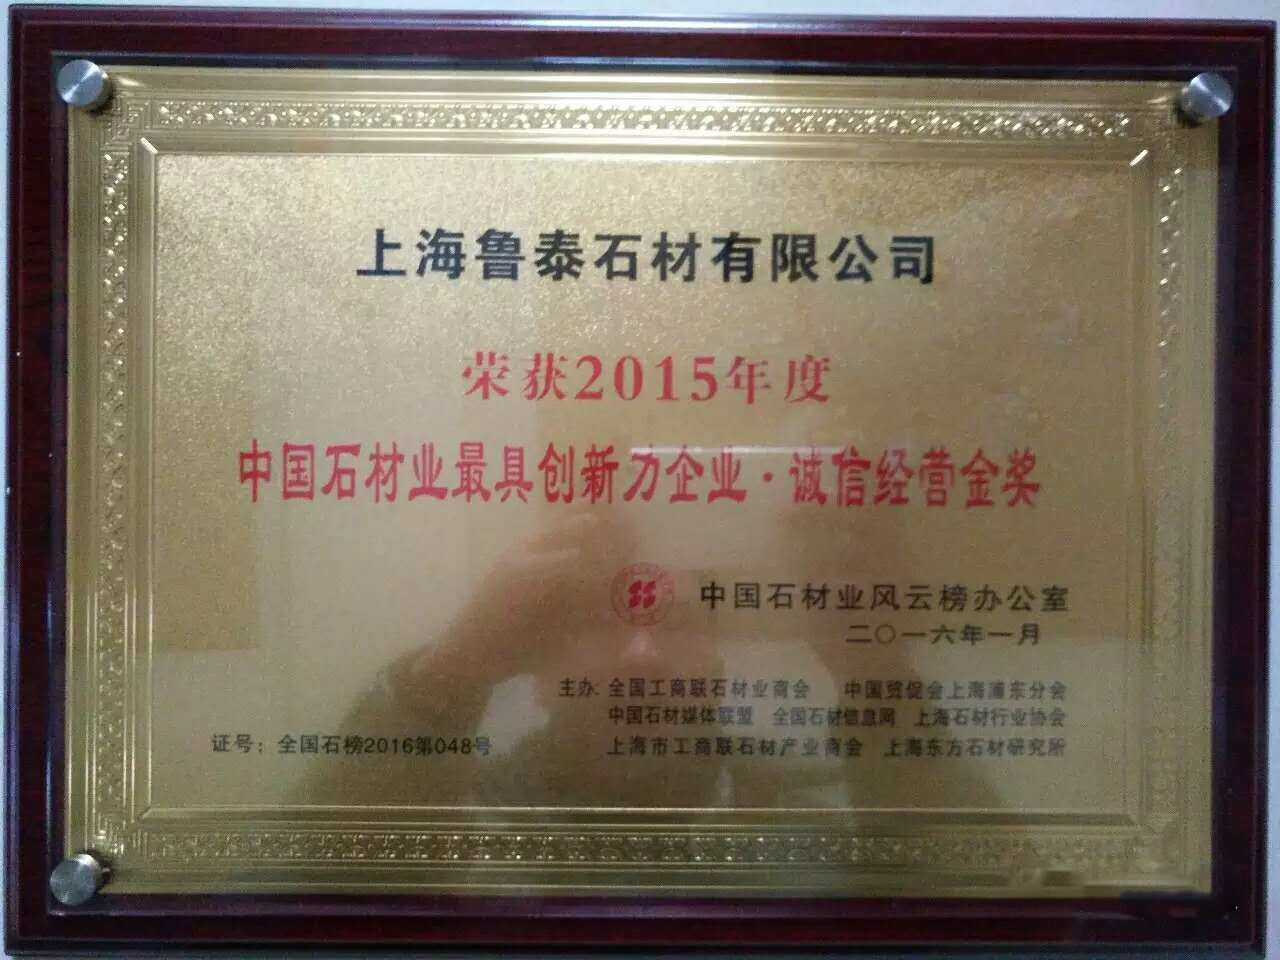 上海鲁泰石材有限公司
荣获2015年度
中国石材业最具创新力企业·诚信经营金奖
中国石材业风云榜办公室
二〇一六年一月
主办: 全国工商联石材业商会 中国贸促会上海浦东分会
中国石材媒体联盟 全国石材信息网 上海石材行业协会
证号：全国石榜2016第048号 上海市工商联石材产业商会 上海东方石材研究所